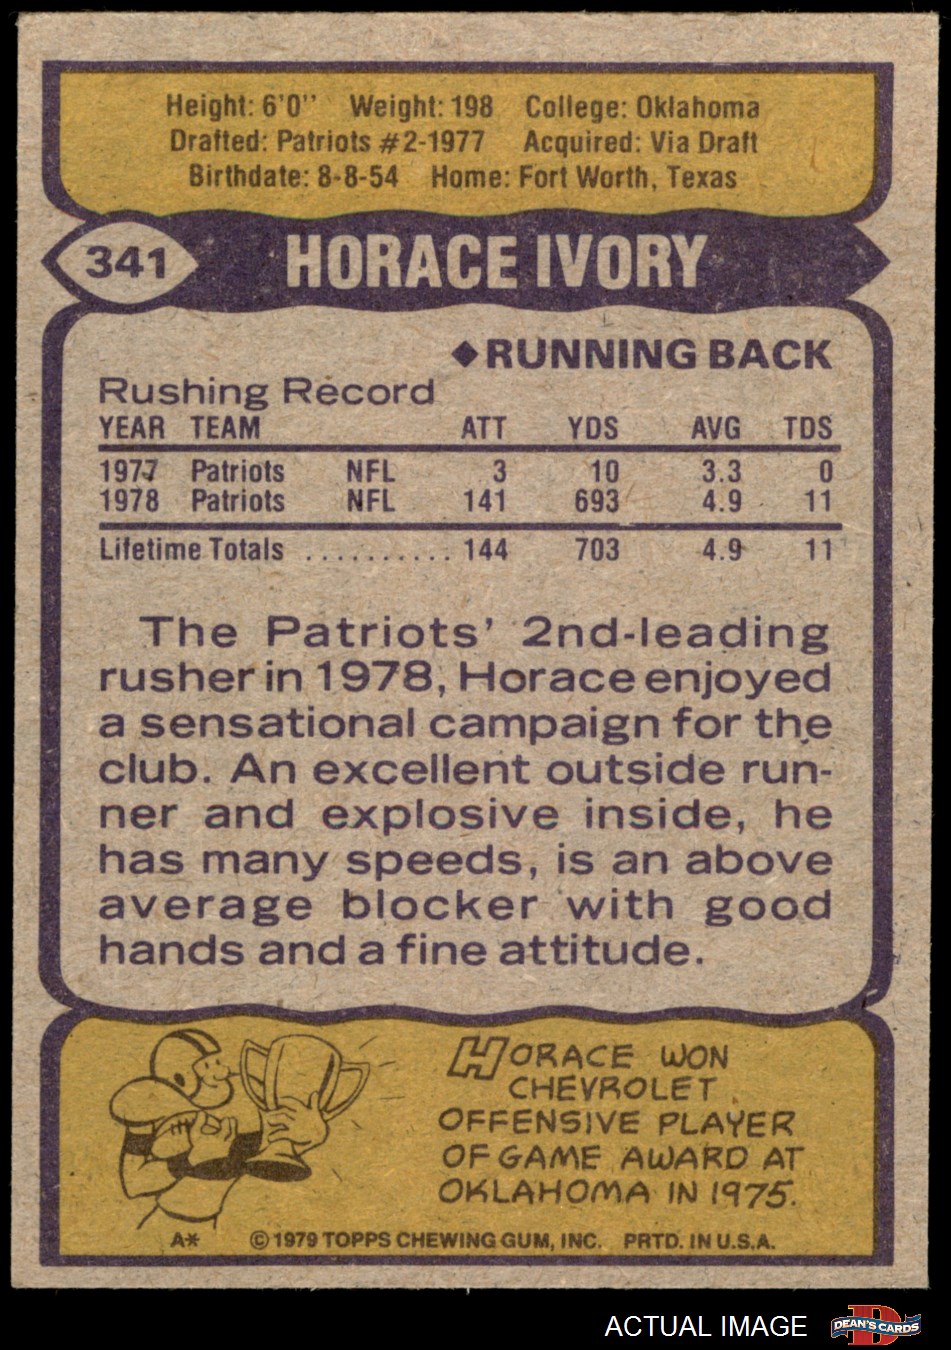 Height: 6'0" Weight: 198 College: Oklahoma
Drafted: Patriots #2-1977 Acquired: Via Draft
Birthdate: 8-8-54 Home: Fort Worth, Texas
341 HORACE IVORY
◆RUNNING BACK
Rushing Record
YEAR TEAM ATT YDS AVG TDS
1977 Patriots NFL 3 10 3.3 0
1978 Patriots NFL 141 693 4.9 11
Lifetime Totals .......... 144 703 4.9 11
The Patriots' 2nd-leading
rusher in 1978, Horace enjoyed
a sensational campaign for the
club. An excellent outside run-
ner and explosive inside, he
has many speeds, is an above
average blocker with good
hands and a fine attitude.
HORACE WON
CHEVROLET
OFFENSIVE PLAYER
OF GAME AWARD AT
OKLAHOMA IN 1975.
A* © 1979 TOPPS CHEWING GUM, INC. PRTD. IN U.S.A.
ACTUAL IMAGE D DEAN'S CARDS